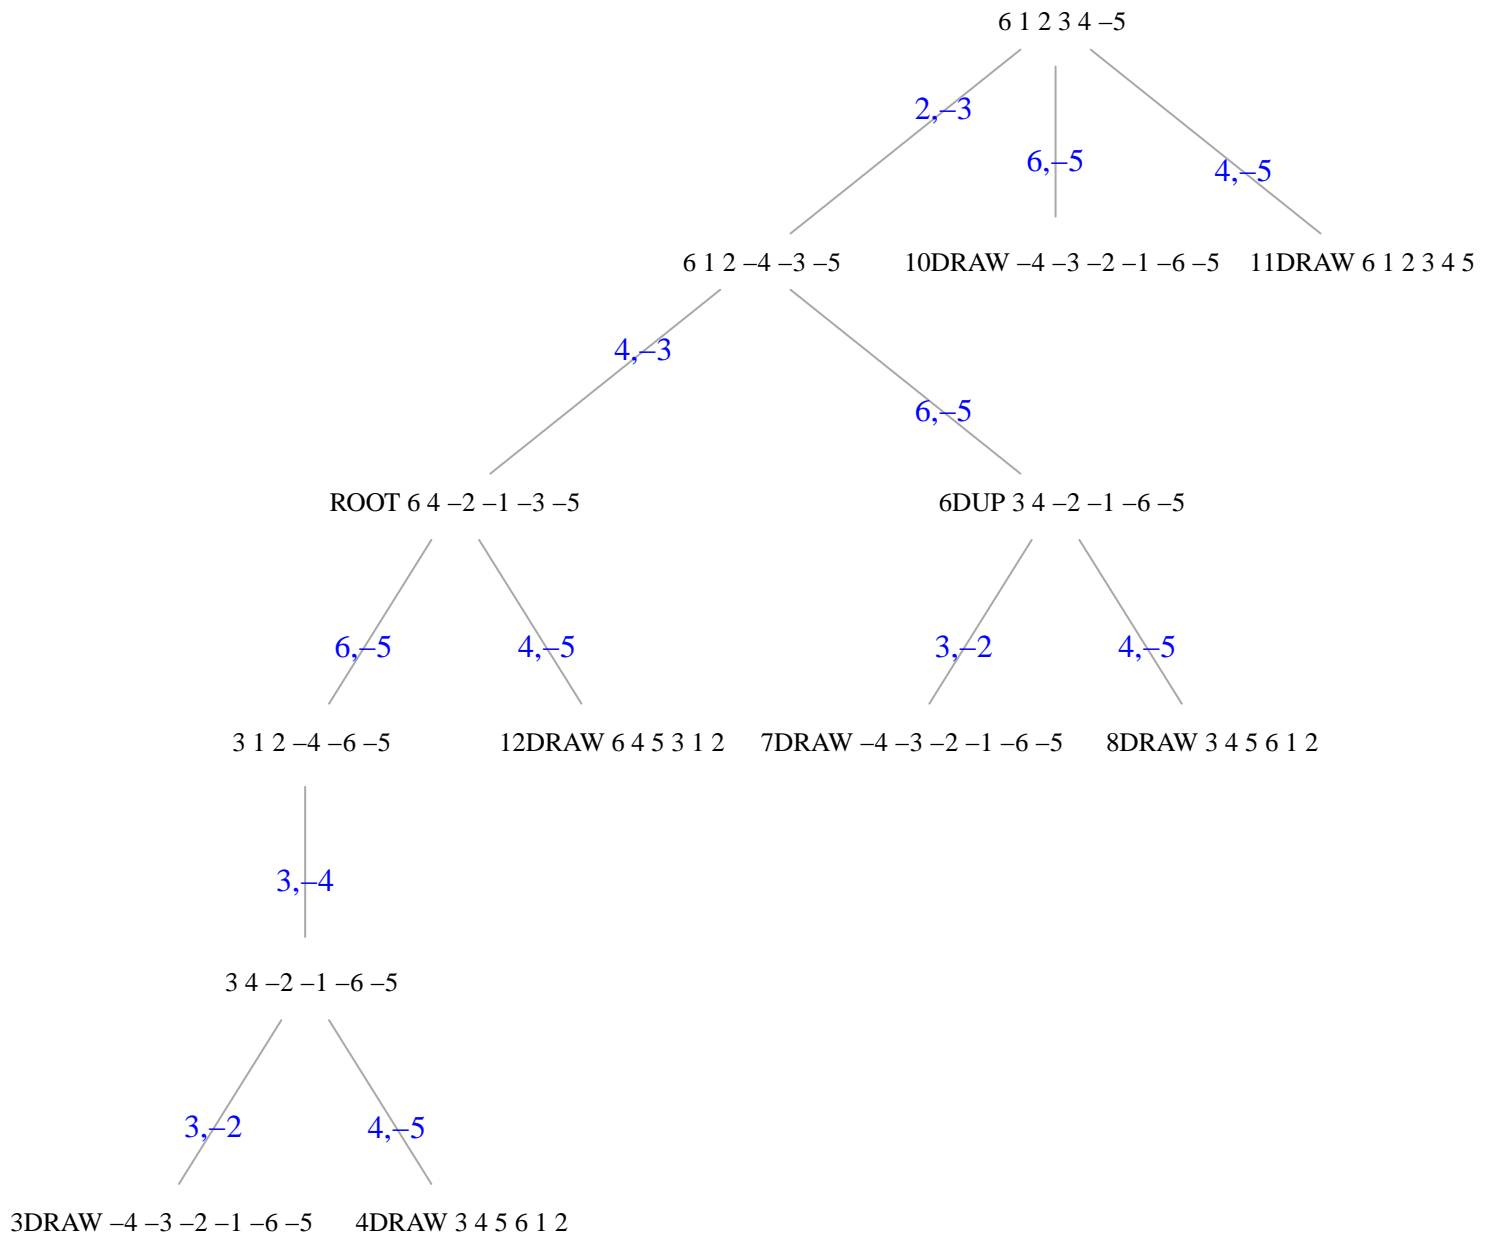 6 1 2 3 4 –5
2,–3
6,–5
4,–5
6 1 2 –4 –3 –5
10DRAW –4 –3 –2 –1 –6 –5
11DRAW 6 1 2 3 4 5
4,–3
6,–5
ROOT 6 4 –2 –1 –3 –5
6DUP 3 4 –2 –1 –6 –5
6,–5
4,–5
3,–2
4,–5
3 1 2 –4 –6 –5
12DRAW 6 4 5 3 1 2
7DRAW –4 –3 –2 –1 –6 –5
8DRAW 3 4 5 6 1 2
3,–4
3 4 –2 –1 –6 –5
3,–2
4,–5
3DRAW –4 –3 –2 –1 –6 –5
4DRAW 3 4 5 6 1 2